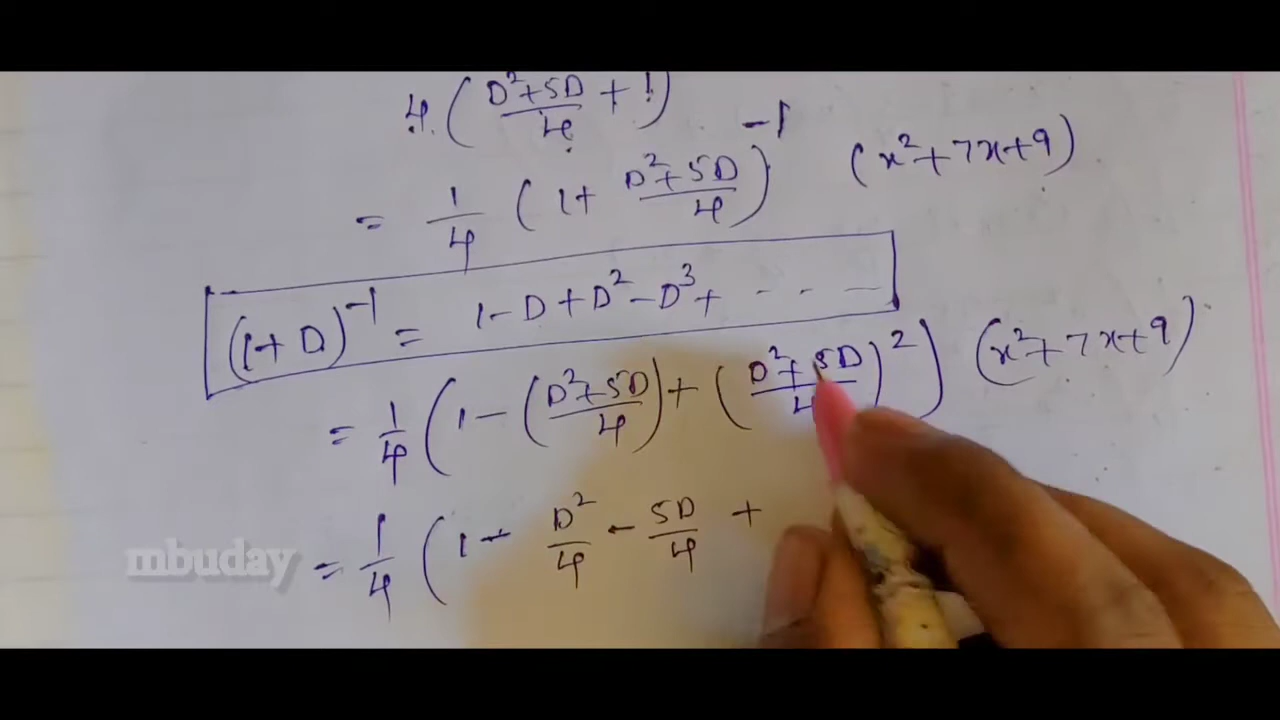 4 ( (D²+5D)/4 + 1 )
= 1/4 ( 1+ (D²+5D)/4 )⁻¹ (x²+7x+9)
(1+D)⁻¹ = 1-D+D²-D³+ - - -
= 1/4 ( 1 - ( (D²+5D)/4 ) + ( (D²+5D)/4 )² ) (x²+7x+9)
= 1/4 ( 1 - D²/4 - 5D/4 +
mbuday